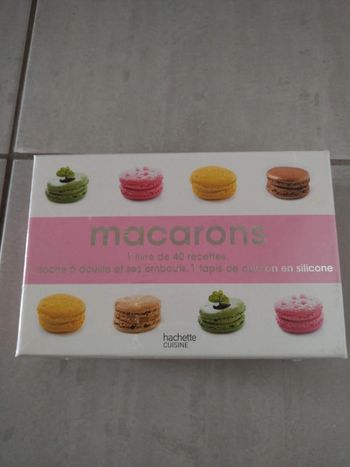 macarons
1 livre de 40 recettes,
poche à douille et ses embouts, 1 tapis de cuisson en silicone
hachette
CUISINE